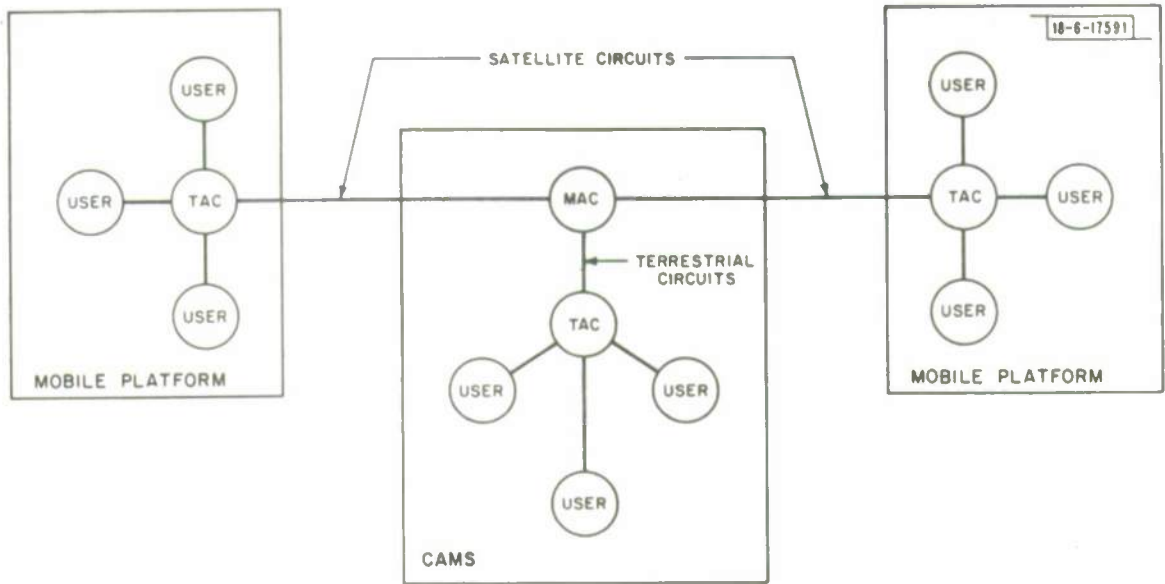 18-6-17591
SATELLITE CIRCUITS
USER
USER
TAC
USER
MOBILE PLATFORM
MAC
TERRESTRIAL
CIRCUITS
TAC
USER
USER
USER
CAMS
USER
TAC
USER
USER
MOBILE PLATFORM